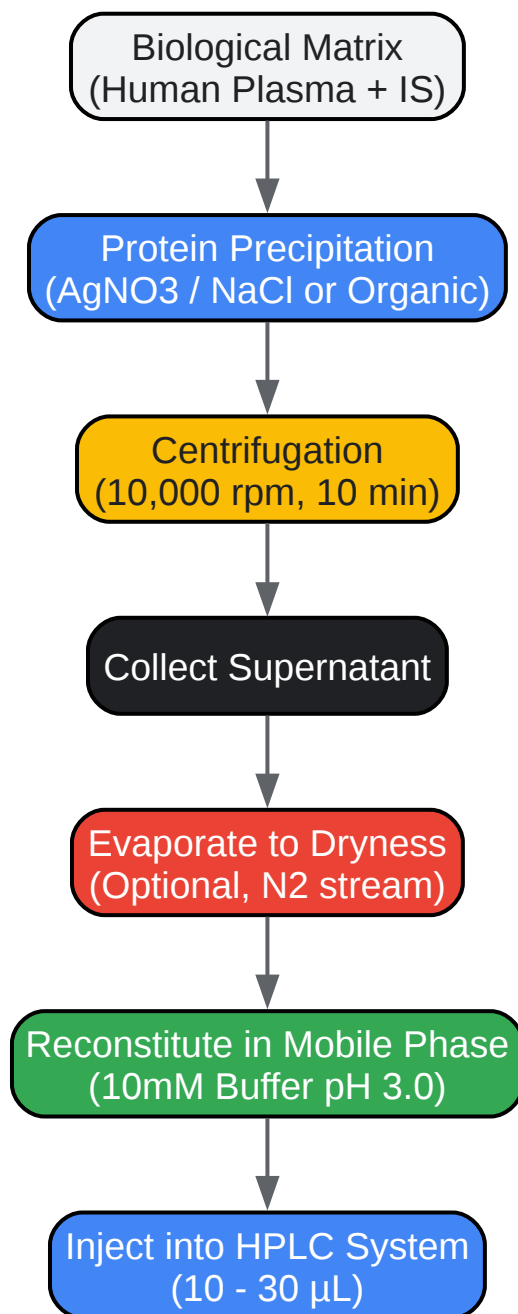 Biological Matrix
(Human Plasma + IS)
Protein Precipitation
(AgNO3 / NaCl or Organic)
Centrifugation
(10,000 rpm, 10 min)
Collect Supernatant
Evaporate to Dryness
(Optional, N2 stream)
Reconstitute in Mobile Phase
(10mM Buffer pH 3.0)
Inject into HPLC System
(10 - 30 µL)